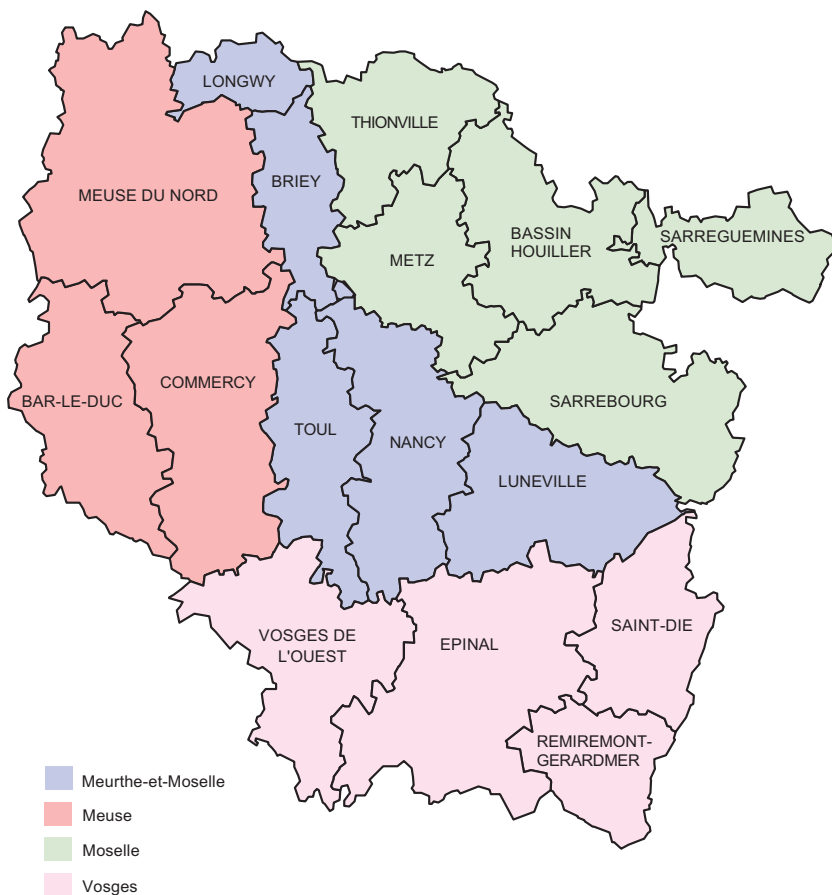 LONGWY
THIONVILLE
BRIEY
MEUSE DU NORD
BASSIN
HOUILLER
SARREGUEMINES
METZ
COMMERCY
BAR-LE-DUC
SARREBOURG
TOUL
NANCY
LUNEVILLE
SAINT-DIE
VOSGES DE
L'OUEST
EPINAL
REMIREMONT-
GERARDMER
Meurthe-et-Moselle
Meuse
Moselle
Vosges